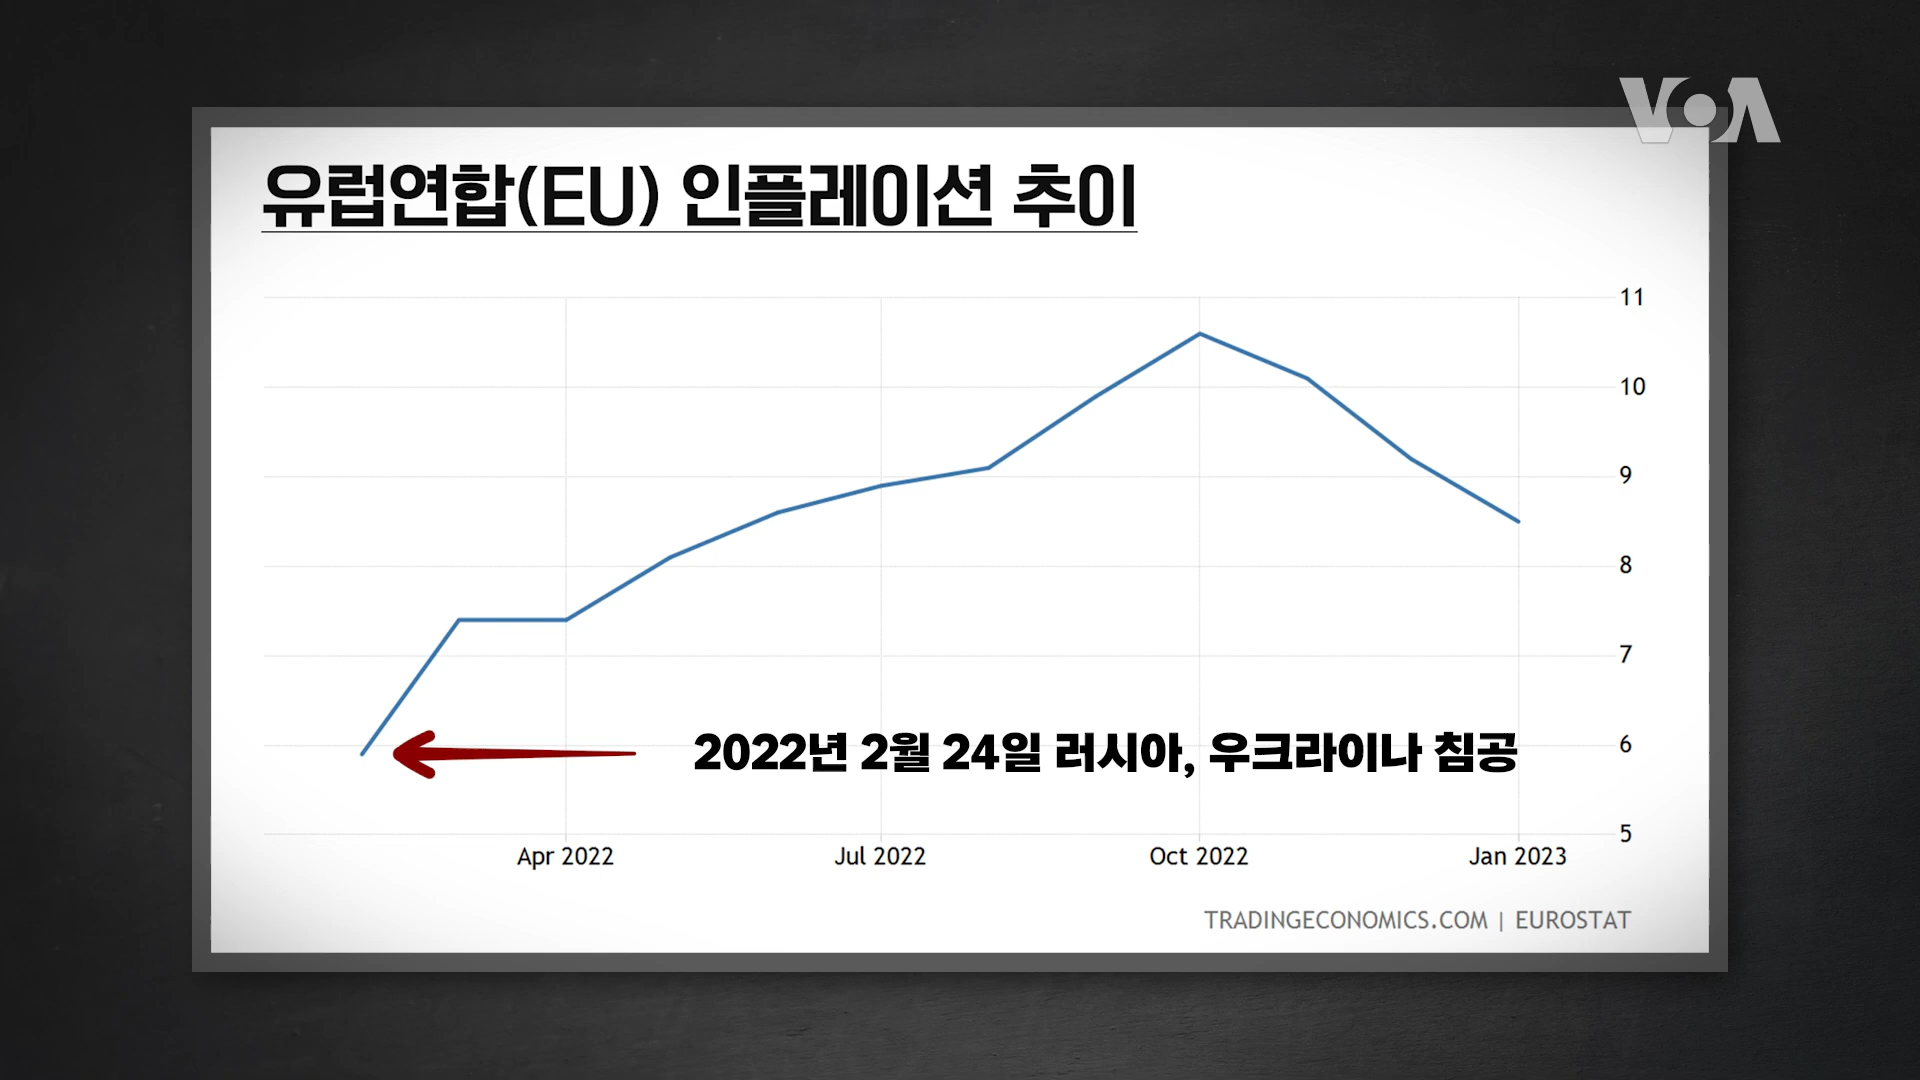 VOA
유럽연합(EU) 인플레이션 추이
11
10
9
8
7
6
5
2022년 2월 24일 러시아, 우크라이나 침공
Apr 2022
Jul 2022
Oct 2022
Jan 2023
TRADINGECONOMICS.COM | EUROSTAT